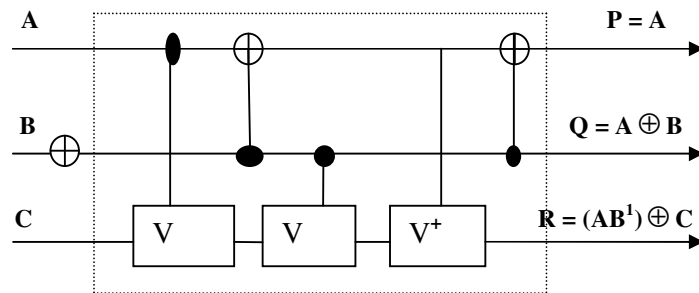 A P = A
B Q = A ⊕ B
C V V V⁺ R = (AB¹) ⊕ C